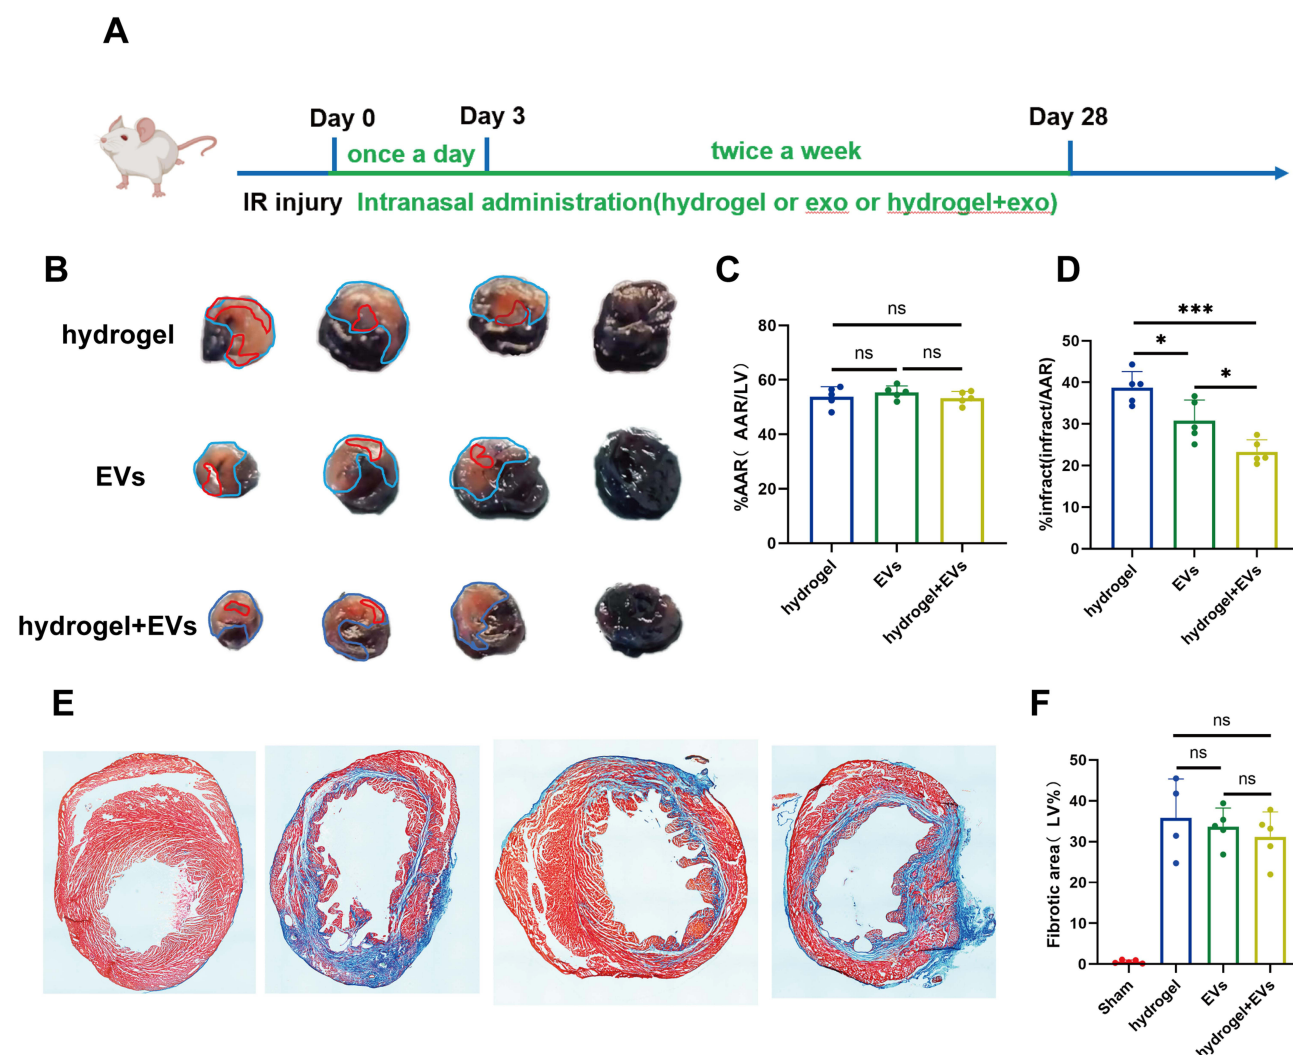 A
Day 0
Day 3
Day 28
once a day
twice a week
IR injury
Intranasal administration(hydrogel or exo or hydrogel+exo)
B
hydrogel
EVs
hydrogel+EVs
C
ns
ns
ns
%AAR（ AAR/LV）
80
60
40
20
0
hydrogel
EVs
hydrogel+EVs
D
***
*
*
%infract(infract/AAR)
50
40
30
20
10
0
hydrogel
EVs
hydrogel+EVs
E
F
ns
ns
ns
Fibrotic area（ LV%）
50
40
30
20
10
0
Sham
hydrogel
EVs
hydrogel+EVs